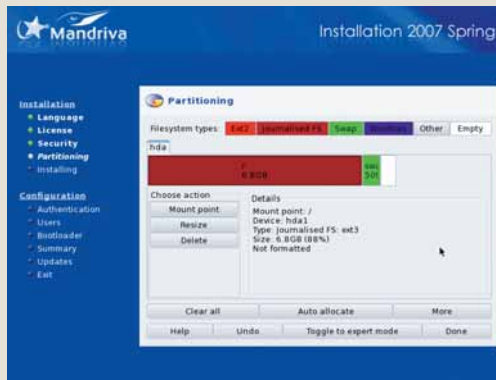 Mandriva
Installation 2007 Spring
Installation
Language
License
Security
Partitioning
Installing
Configuration
Authentication
Users
Bootloader
Summary
Updates
Exit
Partitioning
Filesystem types: Ext2 Journalised FS Swap Windows Other Empty
hda
/
6.8GB
Choose action
Mount point
Resize
Delete
Details
Mount point: /
Device: hda1
Type: Journalised FS: ext3
Size: 6.8GB (88%)
Not formatted
Clear all Auto allocate More
Help Undo Toggle to expert mode Done